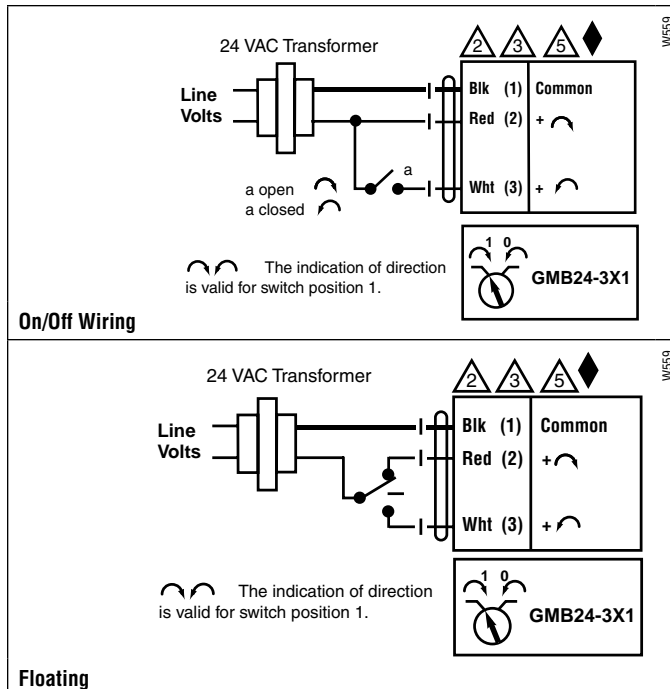 W559
24 VAC Transformer
2 3 5
Line
Volts
Blk (1) Common
Red (2) +
a
Wht (3) +
a open
a closed
1 0
GMB24-3X1
The indication of direction
is valid for switch position 1.
On/Off Wiring
W559
24 VAC Transformer
2 3 5
Line
Volts
Blk (1) Common
Red (2) +
Wht (3) +
1 0
GMB24-3X1
The indication of direction
is valid for switch position 1.
Floating